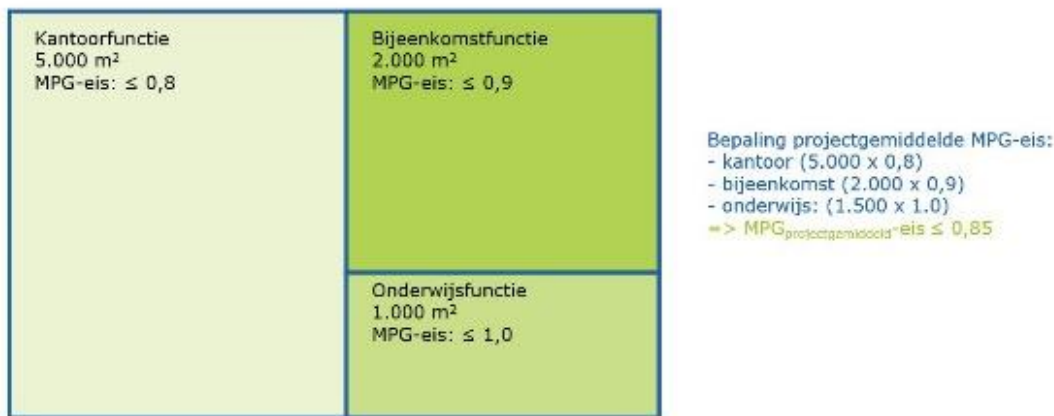 Kantoorfunctie
5.000 m²
MPG-eis: ≤ 0,8
Bijeenkomstfunctie
2.000 m²
MPG-eis: ≤ 0,9
Onderwijsfunctie
1.000 m²
MPG-eis: ≤ 1,0
Bepaling projectgemiddelde MPG-eis:
- kantoor (5.000 x 0,8)
- bijeenkomst (2.000 x 0,9)
- onderwijs: (1.500 x 1.0)
=> MPGprojectgemiddeld-eis ≤ 0,85